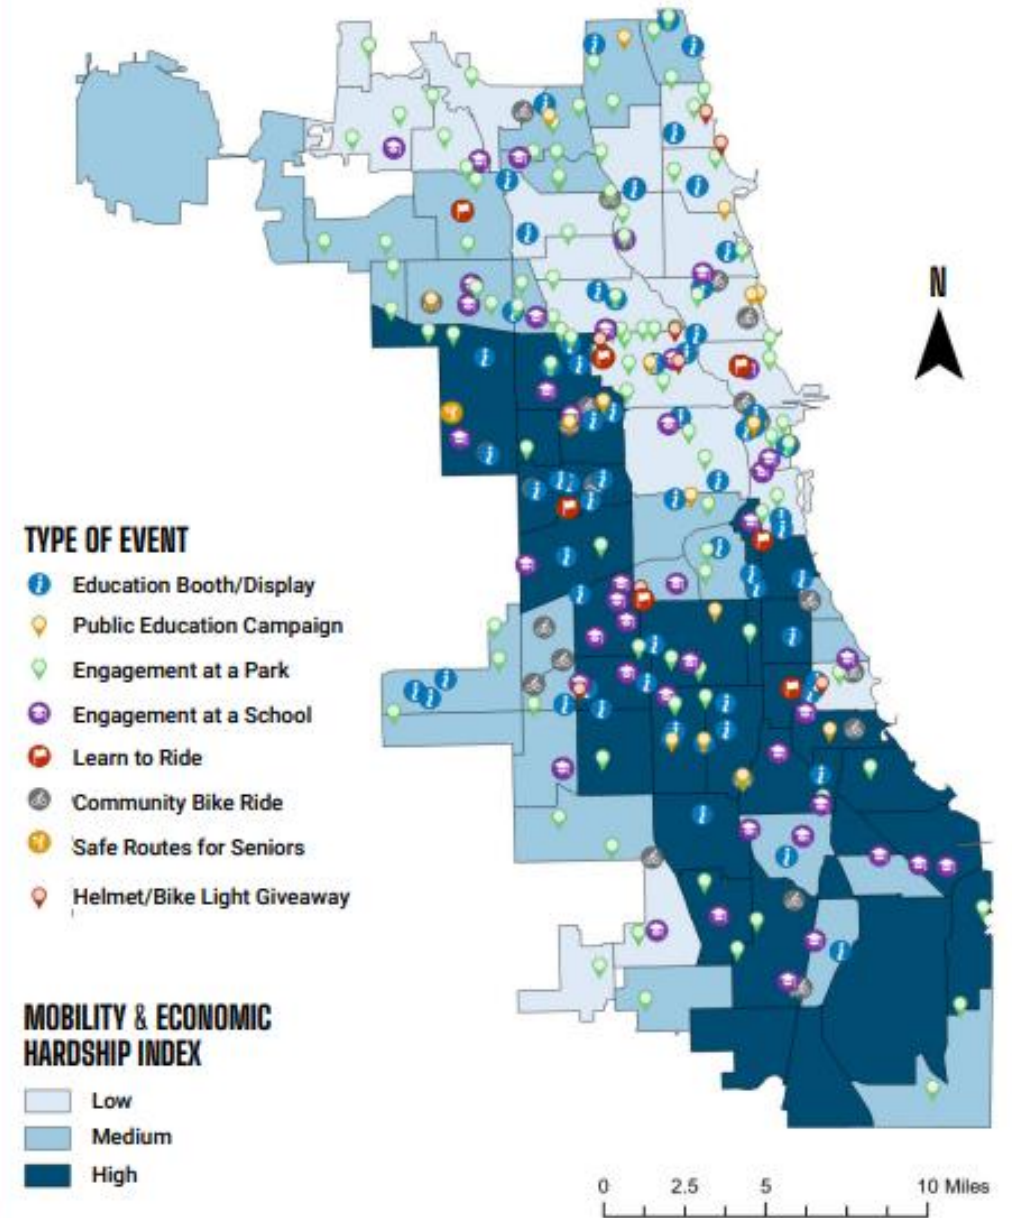 N
TYPE OF EVENT
Education Booth/Display
Public Education Campaign
Engagement at a Park
Engagement at a School
Learn to Ride
Community Bike Ride
Safe Routes for Seniors
Helmet/Bike Light Giveaway
MOBILITY & ECONOMIC
HARDSHIP INDEX
Low
Medium
High
0 2.5 5 10 Miles